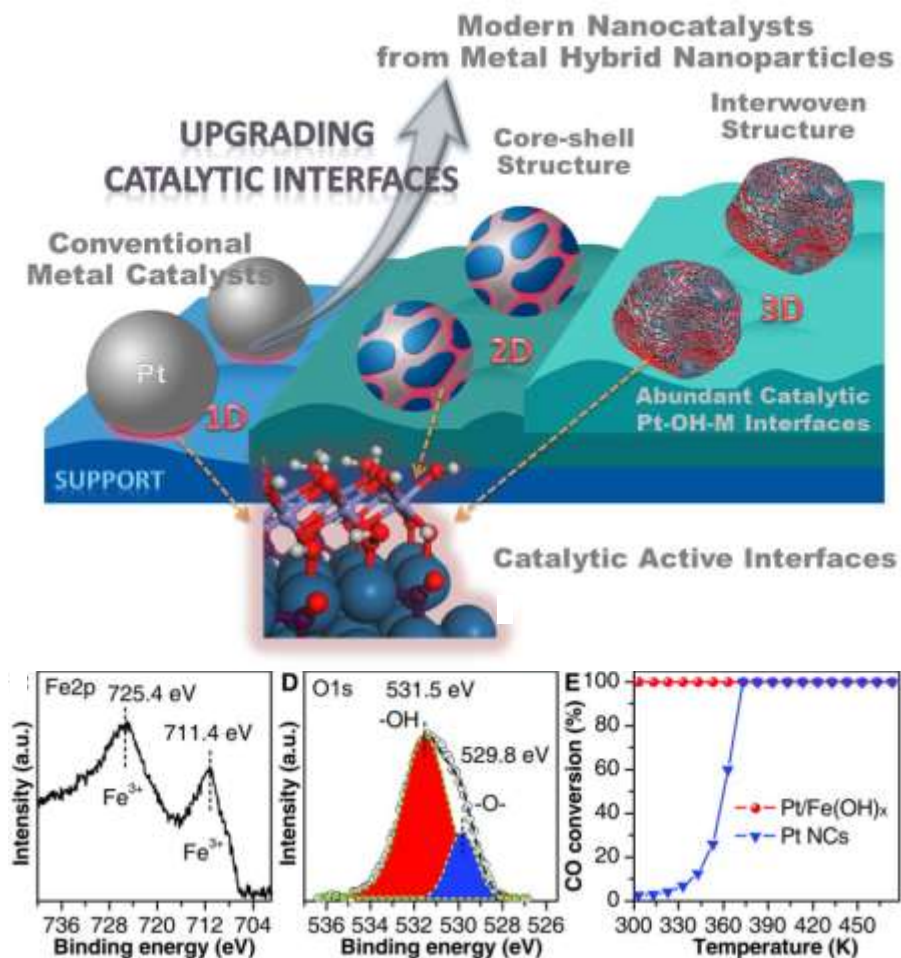 Modern Nanocatalysts
from Metal Hybrid Nanoparticles
UPGRADING
CATALYTIC INTERFACES
Core-shell
Structure
Interwoven
Structure
Conventional
Metal Catalysts
Pt
1D
2D
3D
Abundant Catalytic
Pt-OH-M Interfaces
SUPPORT
Catalytic Active Interfaces
Fe2p
725.4 eV
711.4 eV
Fe3+
Fe3+
Intensity (a.u.)
736 728 720 712 704
Binding energy (eV)
D
O1s
531.5 eV
-OH
529.8 eV
-O-
Intensity (a.u.)
536 534 532 530 528 526
Binding energy (eV)
E
CO conversion (%)
100
80
60
40
20
0
Pt/Fe(OH)x
Pt NCs
300 330 360 390 420 450
Temperature (K)